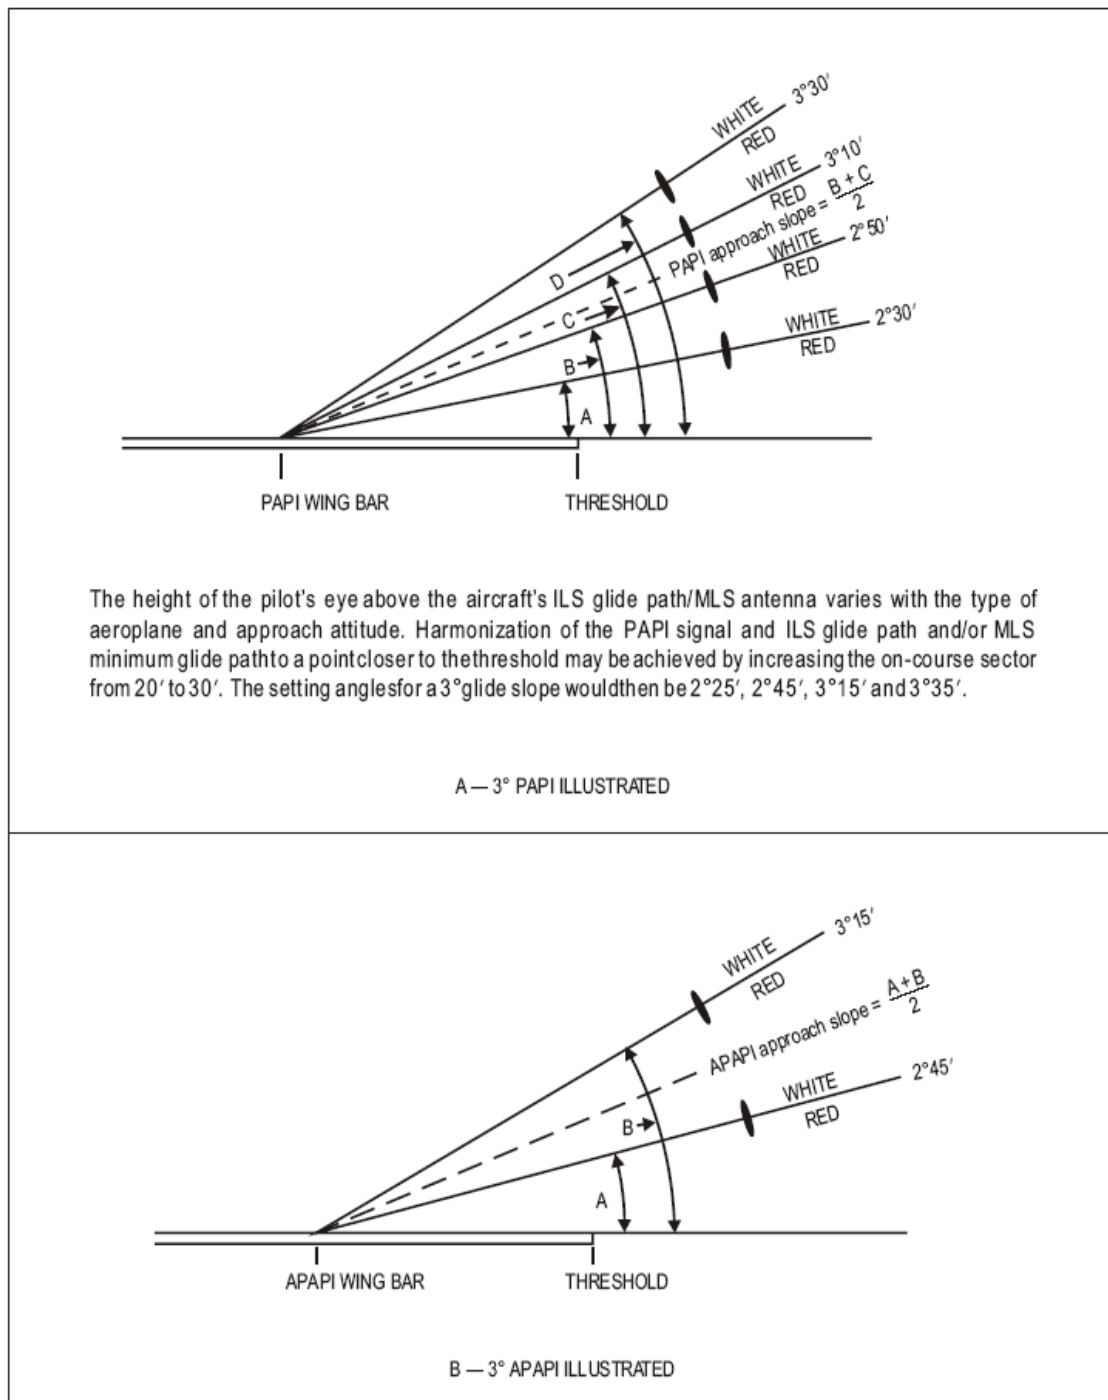 WHITE 3°30′
RED
WHITE 3°10′
RED
PAPI approach slope = B + C
2
WHITE 2°50′
RED
WHITE 2°30′
RED
D
C
B
A
PAPI WING BAR THRESHOLD
The height of the pilot's eye above the aircraft's ILS glide path/MLS antenna varies with the type of
aeroplane and approach attitude. Harmonization of the PAPI signal and ILS glide path and/or MLS
minimum glide path to a point closer to the threshold may be achieved by increasing the on-course sector
from 20′ to 30′. The setting angles for a 3° glide slope would then be 2°25′, 2°45′, 3°15′ and 3°35′.
A — 3° PAPI ILLUSTRATED
WHITE 3°15′
RED
APAPI approach slope = A + B
2
WHITE 2°45′
RED
B
A
APAPI WING BAR THRESHOLD
B — 3° APAPI ILLUSTRATED